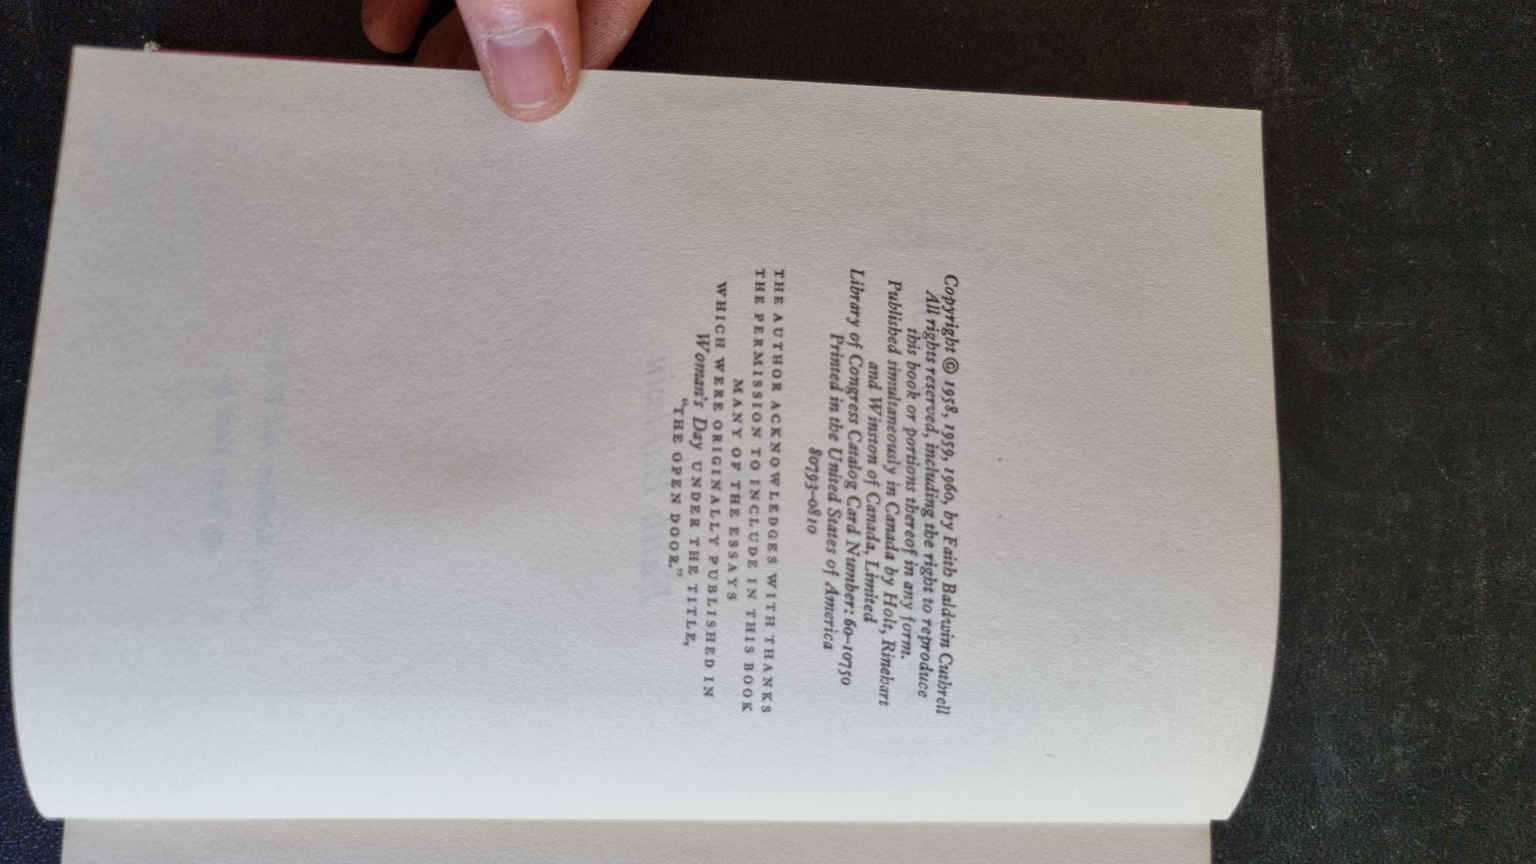 Copyright © 1958, 1959, 1960, by Faith Baldwin Cuthrell
All rights reserved, including the right to reproduce
this book or portions thereof in any form.
Published simultaneously in Canada by Holt, Rinehart
and Winston of Canada, Limited
Library of Congress Catalog Card Number: 60–10750
Printed in the United States of America
80793–0810
THE AUTHOR ACKNOWLEDGES WITH THANKS
THE PERMISSION TO INCLUDE IN THIS BOOK
MANY OF THE ESSAYS
WHICH WERE ORIGINALLY PUBLISHED IN
Woman's Day UNDER THE TITLE,
“THE OPEN DOOR.”